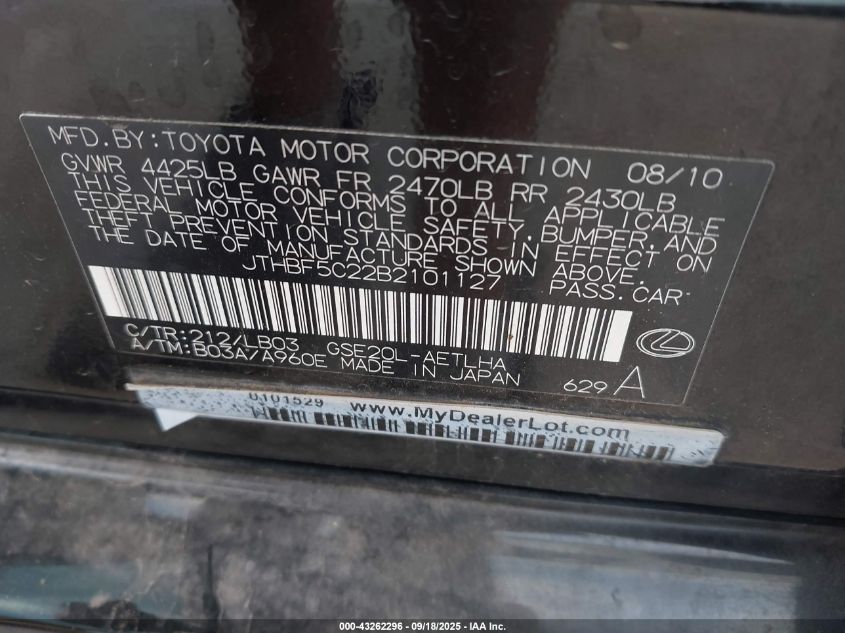 MFD.BY:TOYOTA MOTOR CORPORATION 08/10
GVWR 4425LB GAWR FR 2470LB RR 2430LB
THIS VEHICLE CONFORMS TO ALL APPLICABLE
FEDERAL MOTOR VEHICLE SAFETY, BUMPER, AND
THEFT PREVENTION STANDARDS IN EFFECT ON
THE DATE OF MANUFACTURE SHOWN ABOVE.
JTHBF5C22B2101127 PASS.CAR
C/TR:212/LB03 GSE20L-AETLHA
A/TM:B03A/A960E MADE IN JAPAN 629 A
0101529 www.MyDealerLot.com
000-43262296 - 09/18/2025 - IAA Inc.